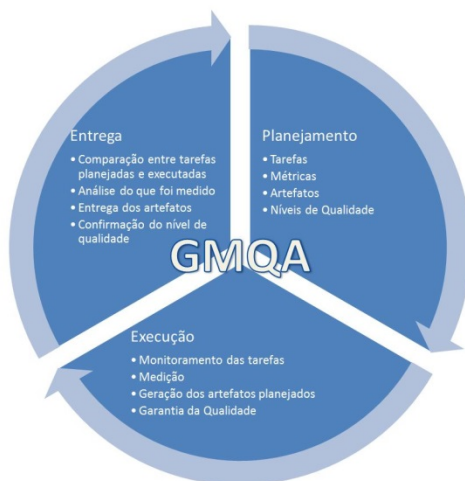 Entrega
• Comparação entre tarefas
planejadas e executadas
• Análise do que foi medido
• Entrega dos artefatos
• Confirmação do nível de
qualidade
Planejamento
• Tarefas
• Métricas
• Artefatos
• Níveis de Qualidade
GMQA
Execução
• Monitoramento das tarefas
• Medição
• Geração dos artefatos planejados
• Garantia da Qualidade